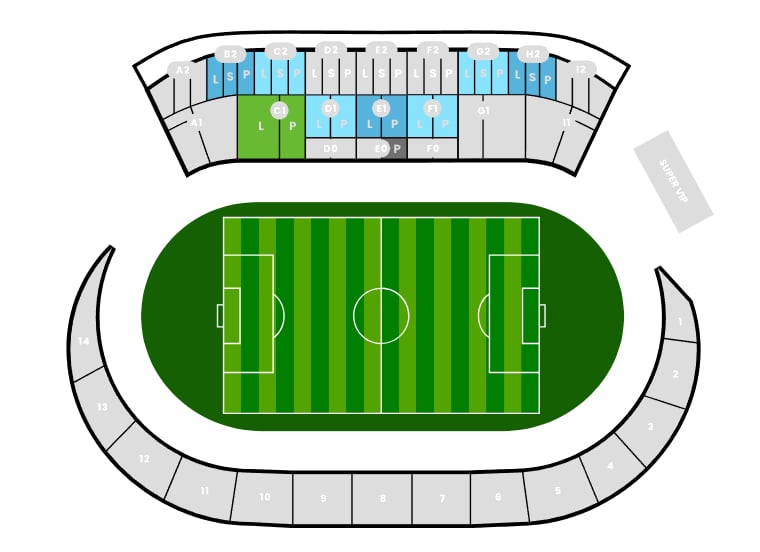 A2 B2 C2 D2 E2 F2 G2 H2 I2
L S P L S P L S P L S P L S P L S P L S P
A1 C1 D1 E1 F1 G1 I1
L P L P L P L P
D0 E0 P F0
SUPER VIP
14 1
13 2
12 3
11 10 9 8 7 6 5 4